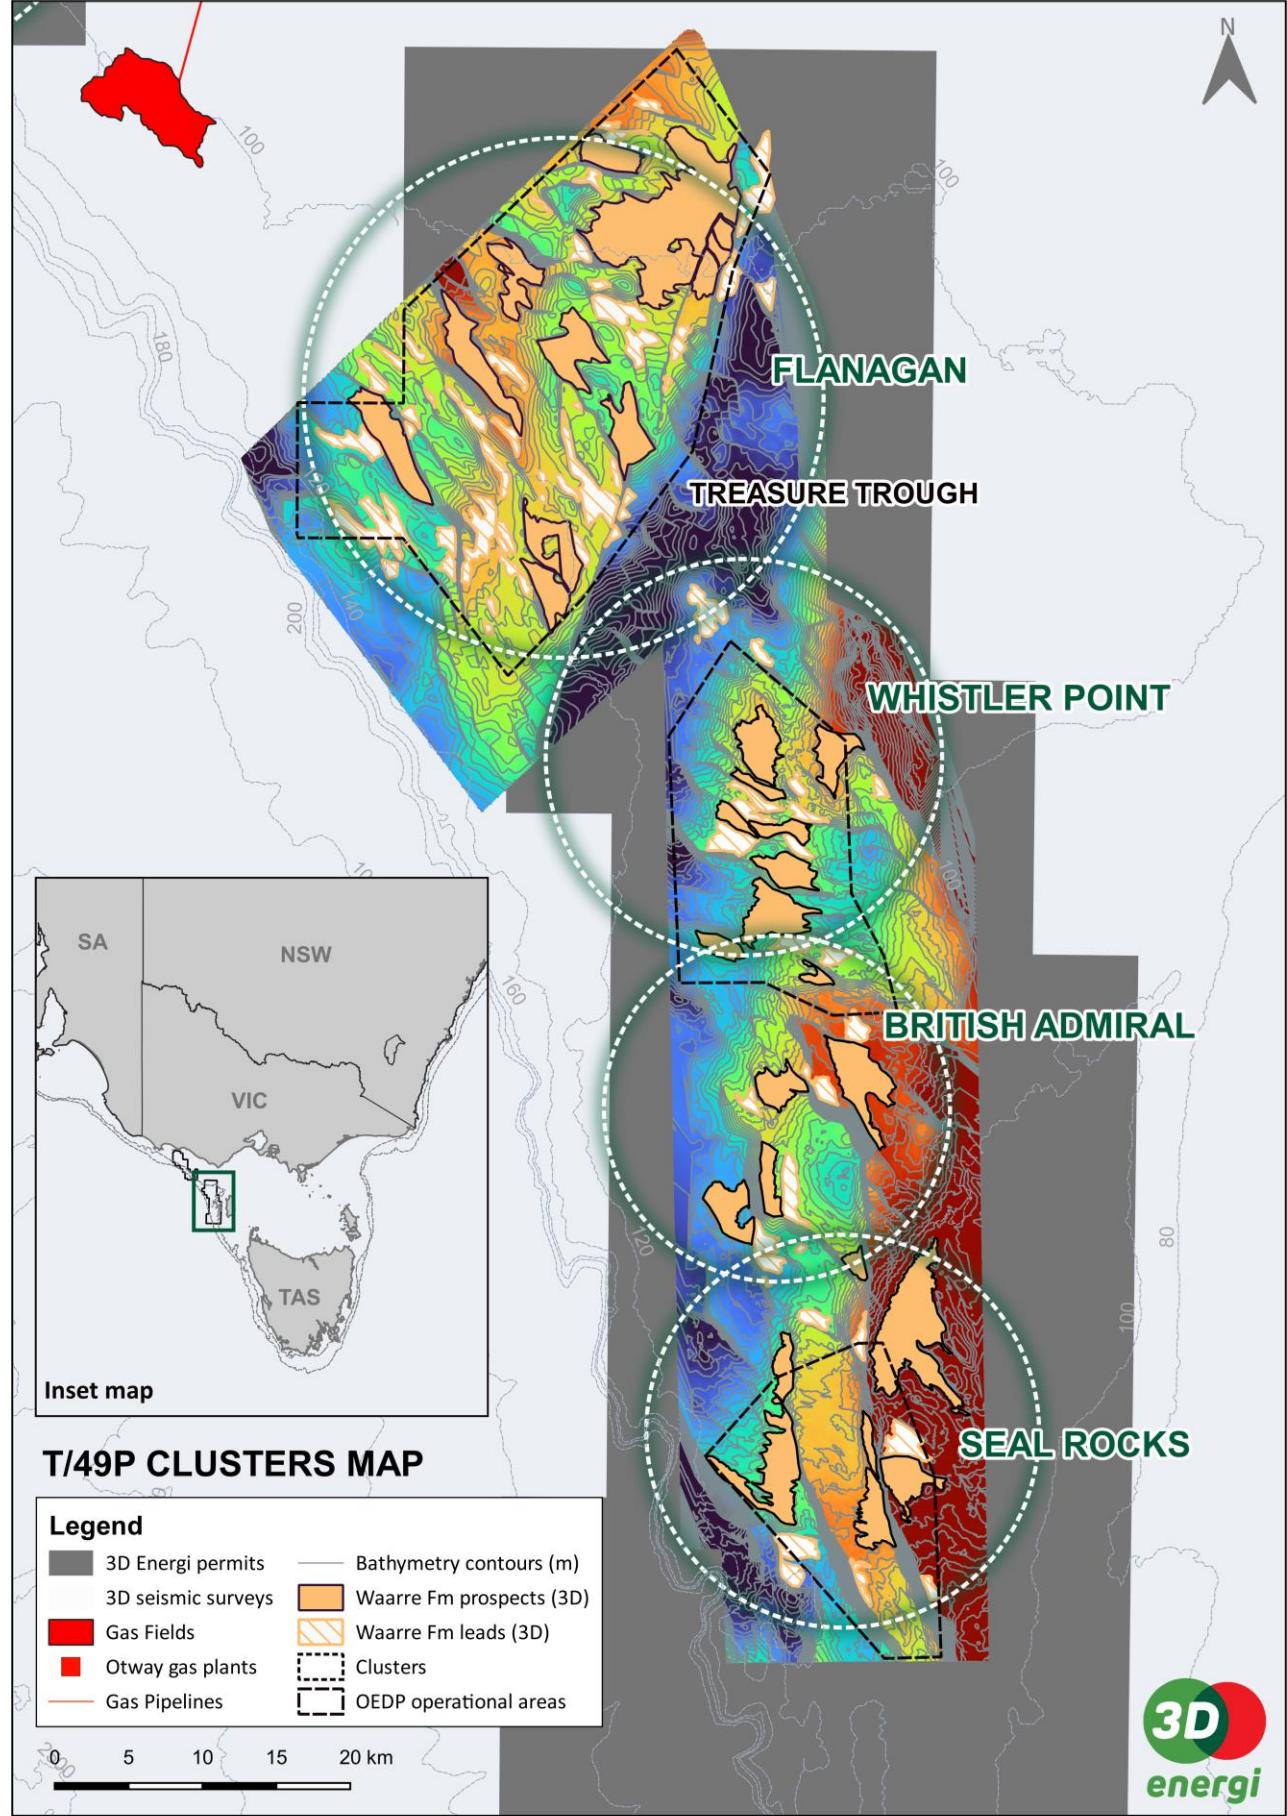 N
100
100
180
FLANAGAN
TREASURE TROUGH
120
140
200
WHISTLER POINT
10
100
160
BRITISH ADMIRAL
SA
NSW
VIC
TAS
Inset map
120
80
100
SEAL ROCKS
T/49P CLUSTERS MAP
Legend
3D Energi permits
3D seismic surveys
Gas Fields
Otway gas plants
Gas Pipelines
Bathymetry contours (m)
Waarre Fm prospects (3D)
Waarre Fm leads (3D)
Clusters
OEDP operational areas
0 5 10 15 20 km
3D
energi